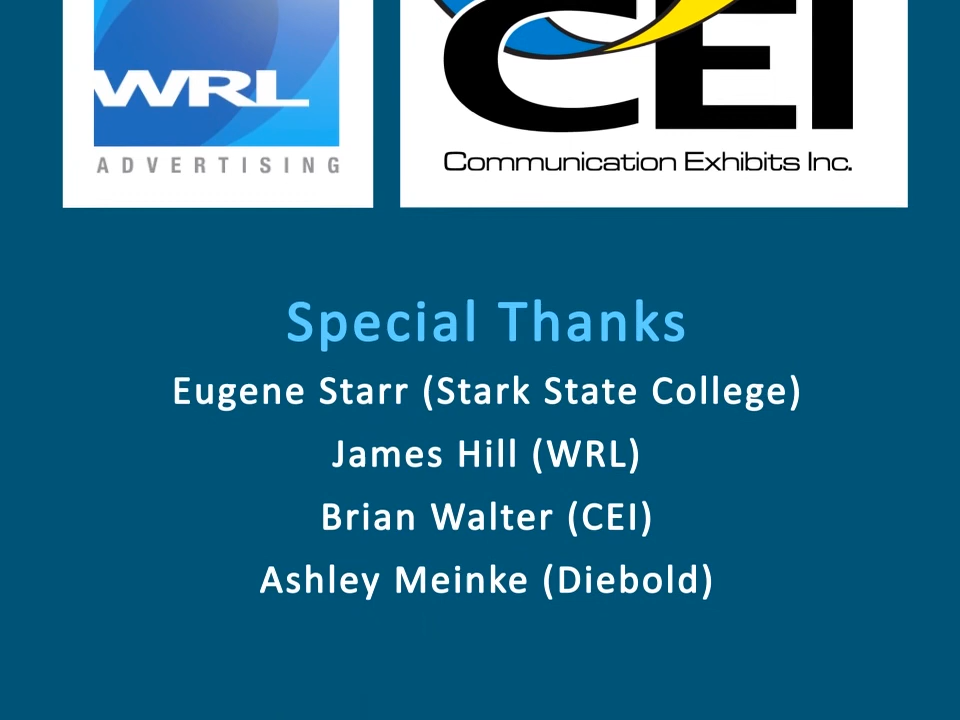 WRL
ADVERTISING
CEI
Communication Exhibits Inc.
Special Thanks
Eugene Starr (Stark State College)
James Hill (WRL)
Brian Walter (CEI)
Ashley Meinke (Diebold)